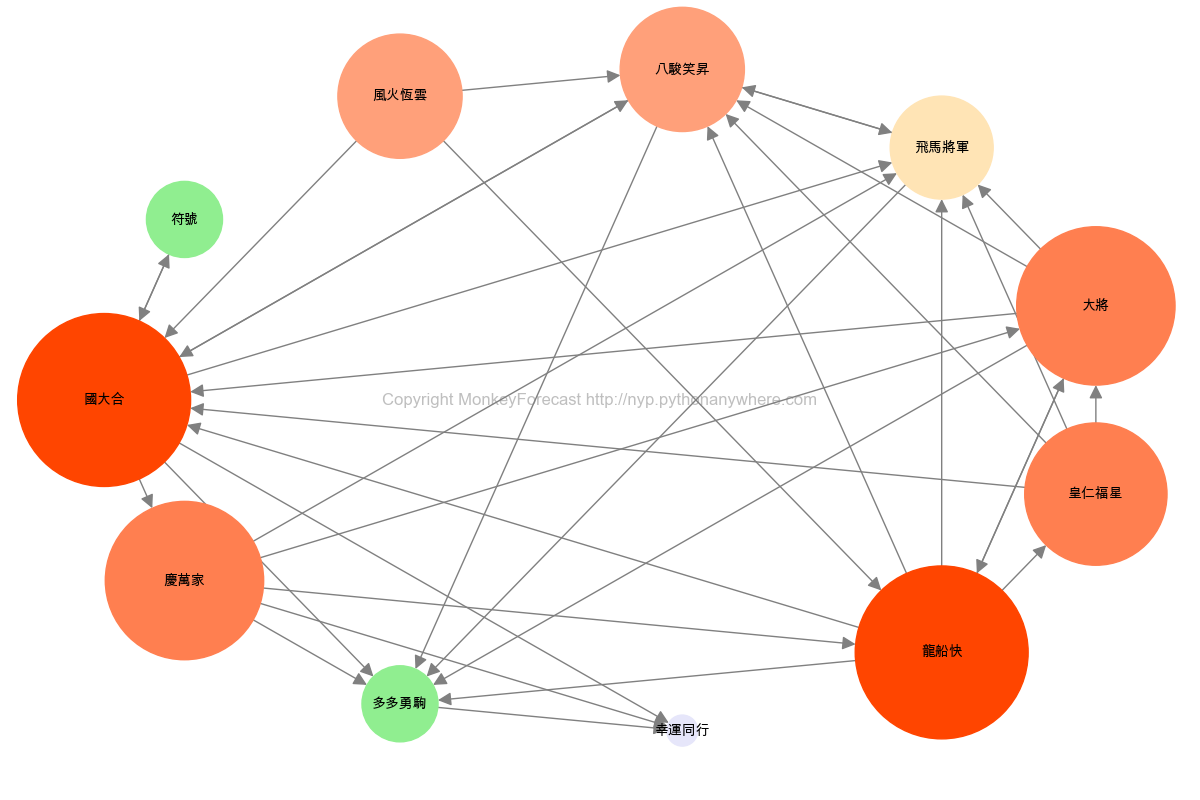 八駿笑昇
風火恆雲
飛馬將軍
符號
大將
國大合
Copyright MonkeyForecast http://nyp.pythonanywhere.com
皇仁福星
慶萬家
龍船快
多多勇駒
幸運同行